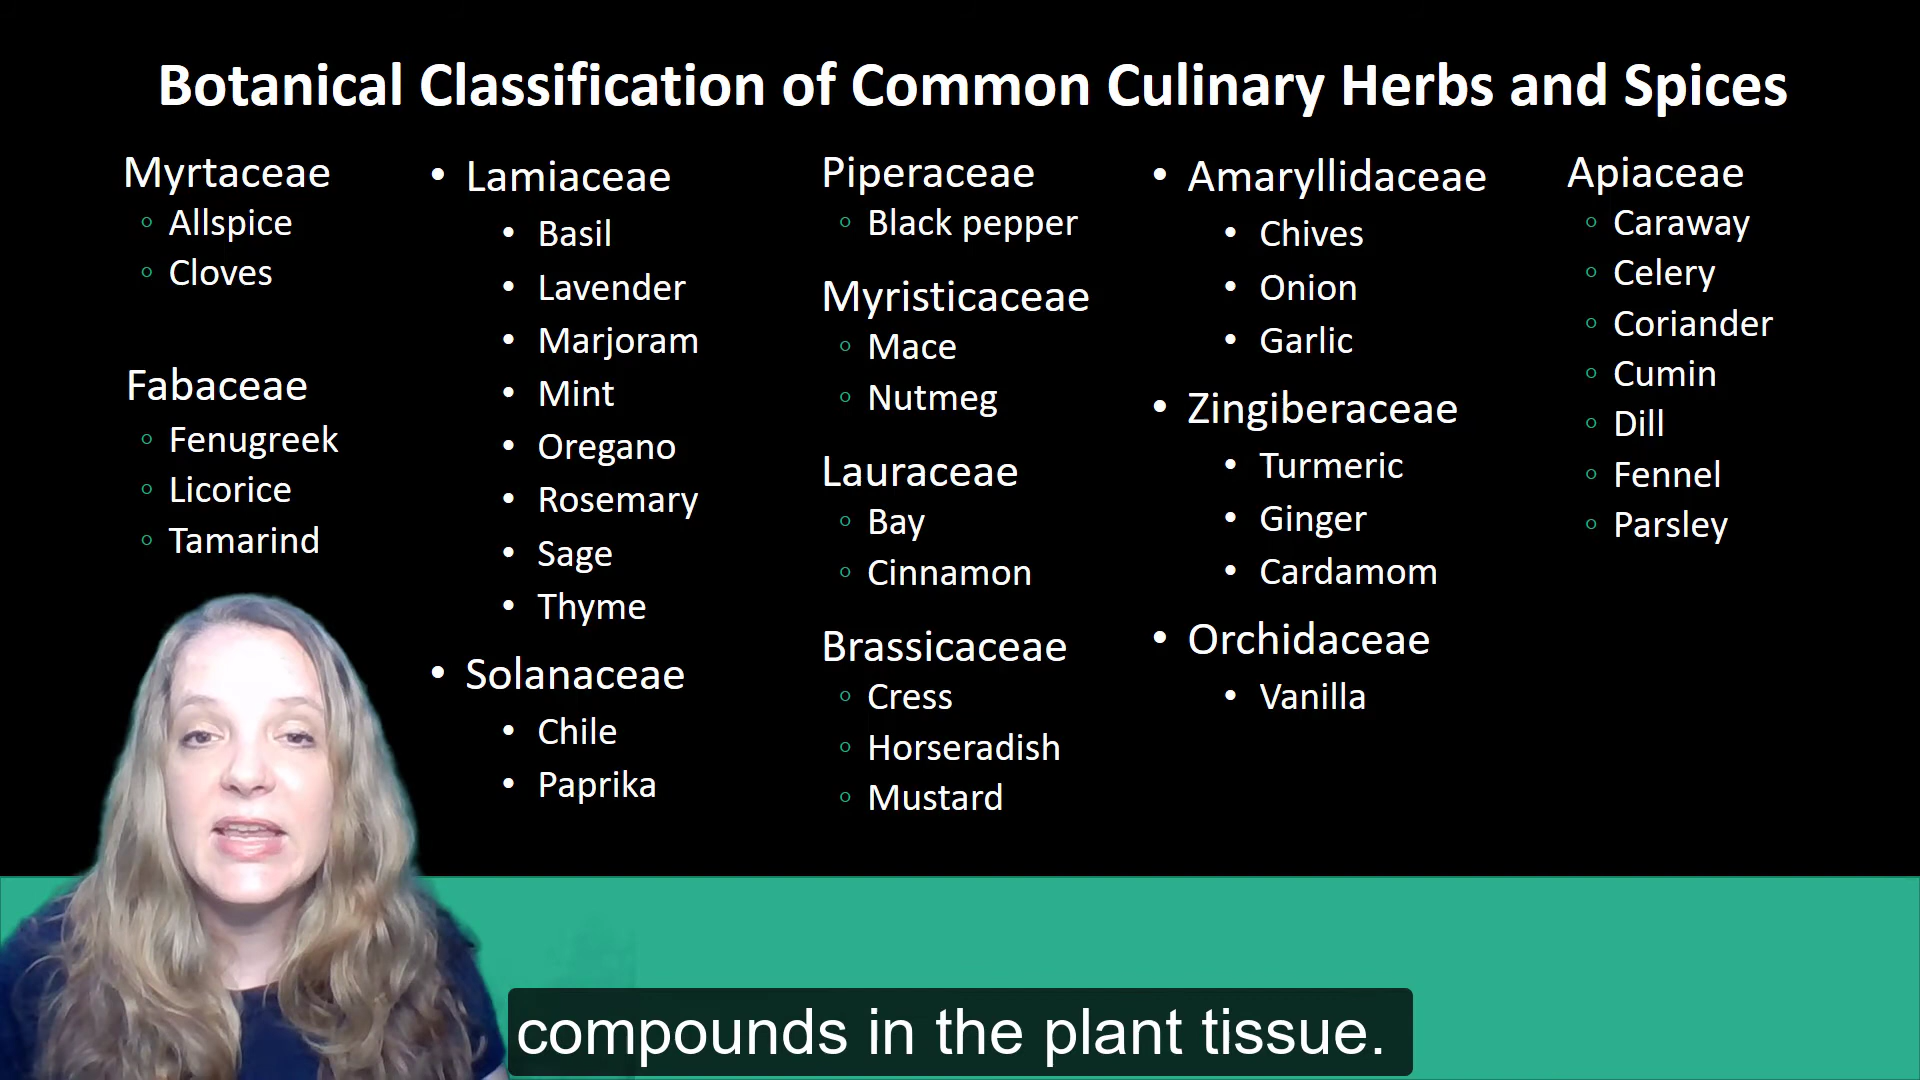 Botanical Classification of Common Culinary Herbs and Spices
Myrtaceae
Allspice
Cloves
Fabaceae
Fenugreek
Licorice
Tamarind
Lamiaceae
Basil
Lavender
Marjoram
Mint
Oregano
Rosemary
Sage
Thyme
Solanaceae
Chile
Paprika
Piperaceae
Black pepper
Myristicaceae
Mace
Nutmeg
Lauraceae
Bay
Cinnamon
Brassicaceae
Cress
Horseradish
Mustard
Amaryllidaceae
Chives
Onion
Garlic
Zingiberaceae
Turmeric
Ginger
Cardamom
Orchidaceae
Vanilla
Apiaceae
Caraway
Celery
Coriander
Cumin
Dill
Fennel
Parsley
compounds in the plant tissue.